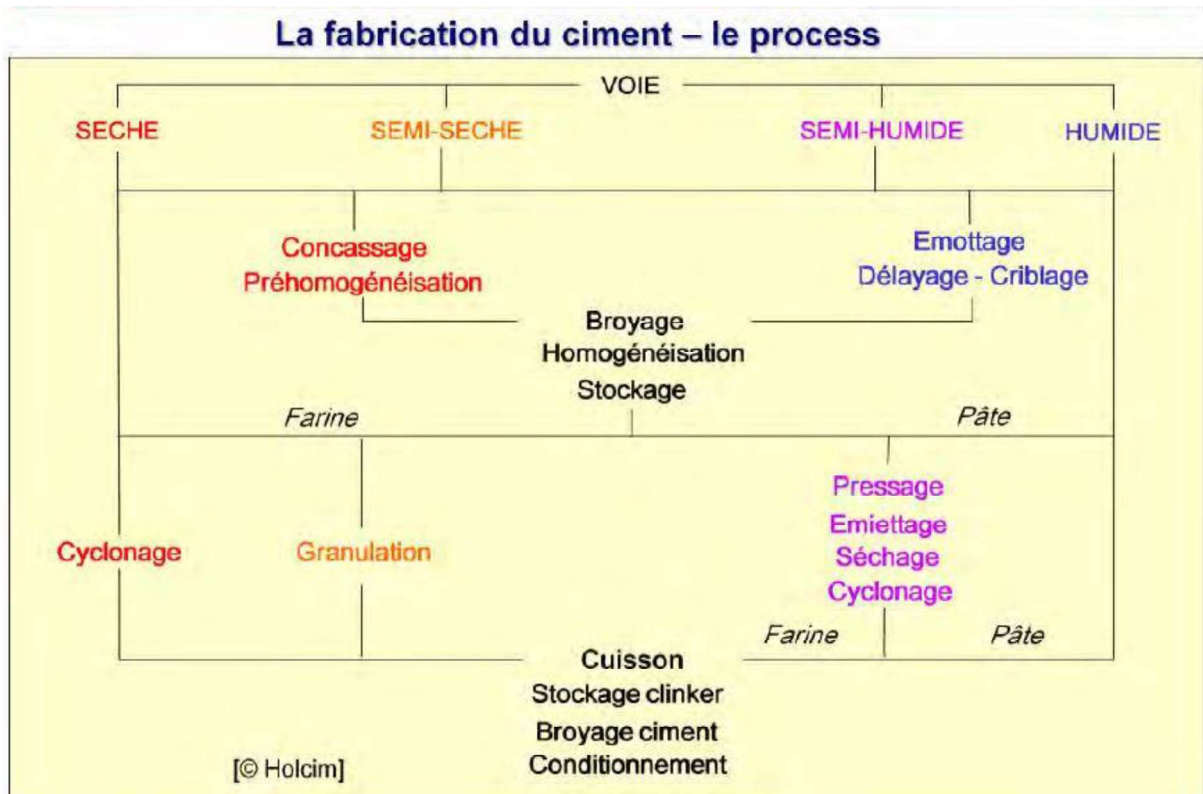 La fabrication du ciment – le process
VOIE
SECHE
SEMI-SECHE
SEMI-HUMIDE
HUMIDE
Concassage
Préhomogénéisation
Emottage
Délayage - Criblage
Broyage
Homogénéisation
Stockage
Farine
Pâte
Cyclonage
Granulation
Pressage
Emiettage
Séchage
Cyclonage
Farine
Pâte
Cuisson
Stockage clinker
Broyage ciment
Conditionnement
[© Holcim]